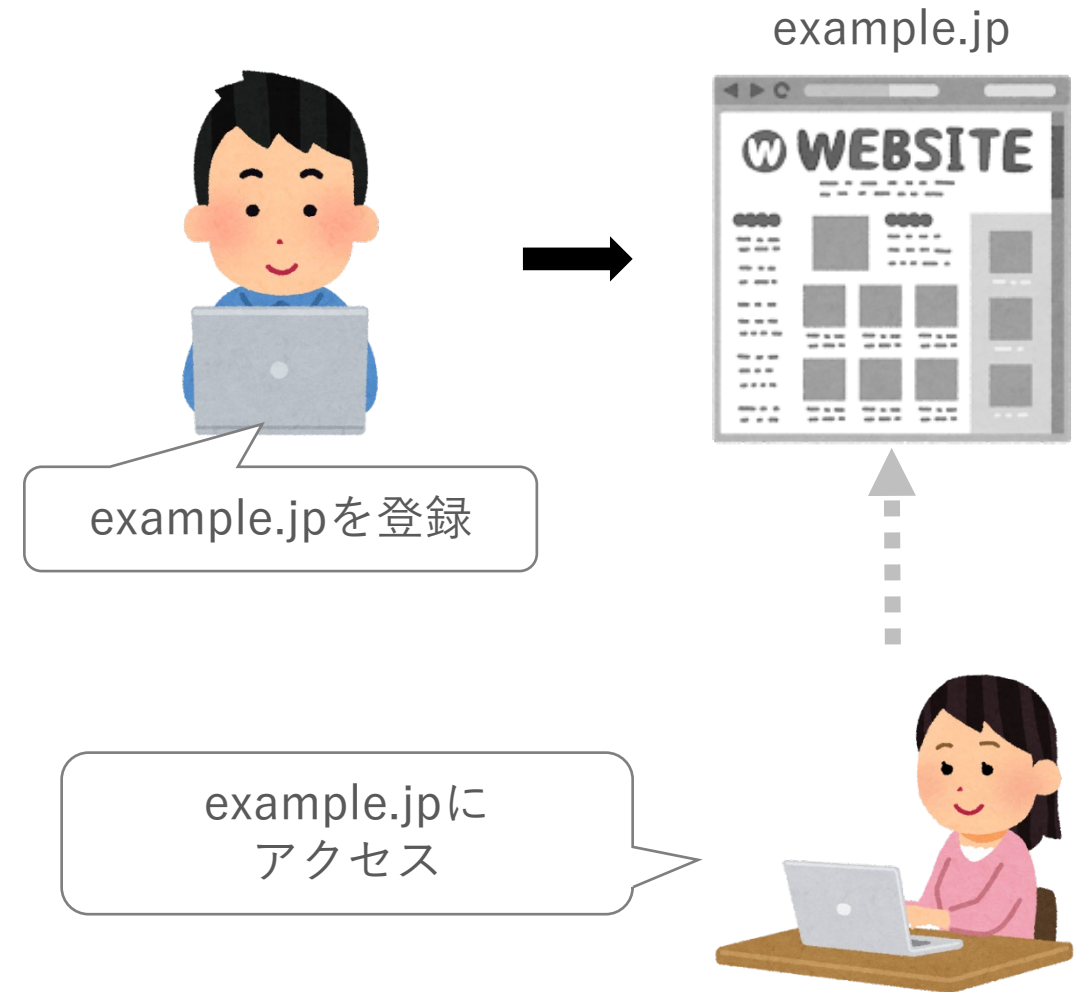 example.jp
W WEBSITE
example.jpを登録
example.jpに
アクセス